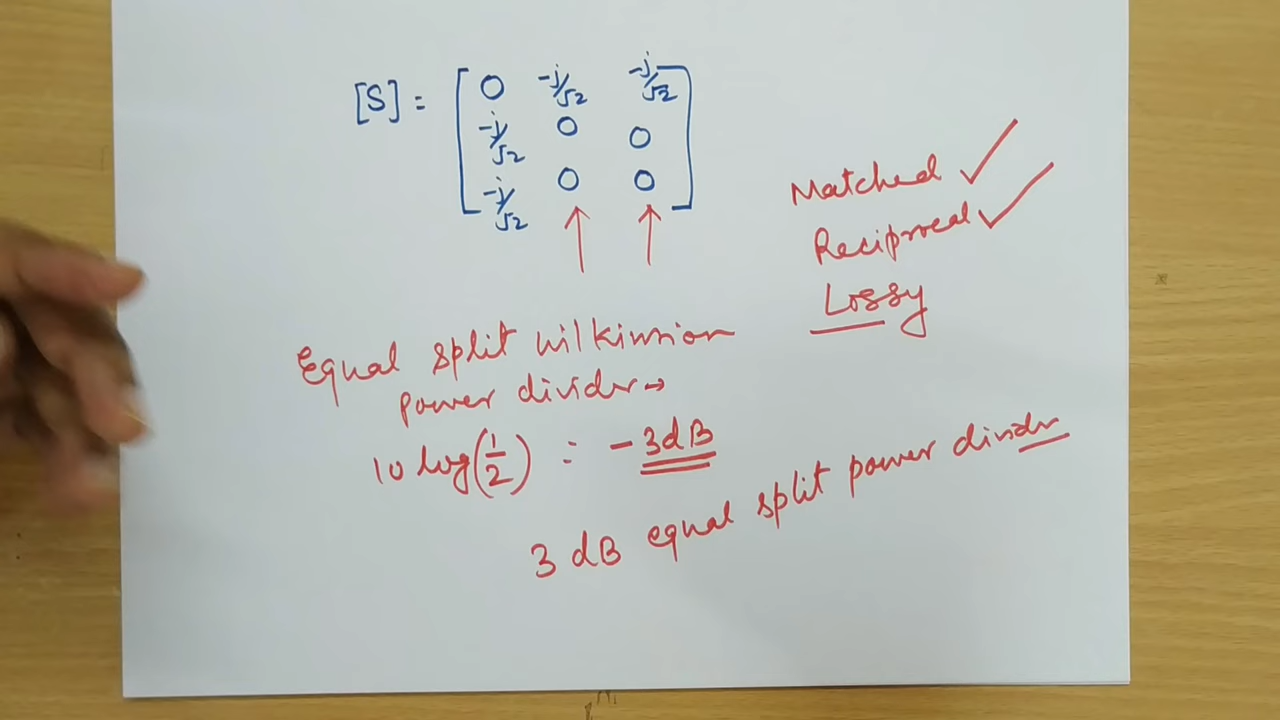 [S] = [ 0 -j/√2 -j/√2
-j/√2 0 0
-j/√2 0 0 ]
Matched ✓
Reciprocal ✓
Lossy
Equal split wilkinsion
power divider →
10 log(1/2) = -3dB
3 dB equal split power divider